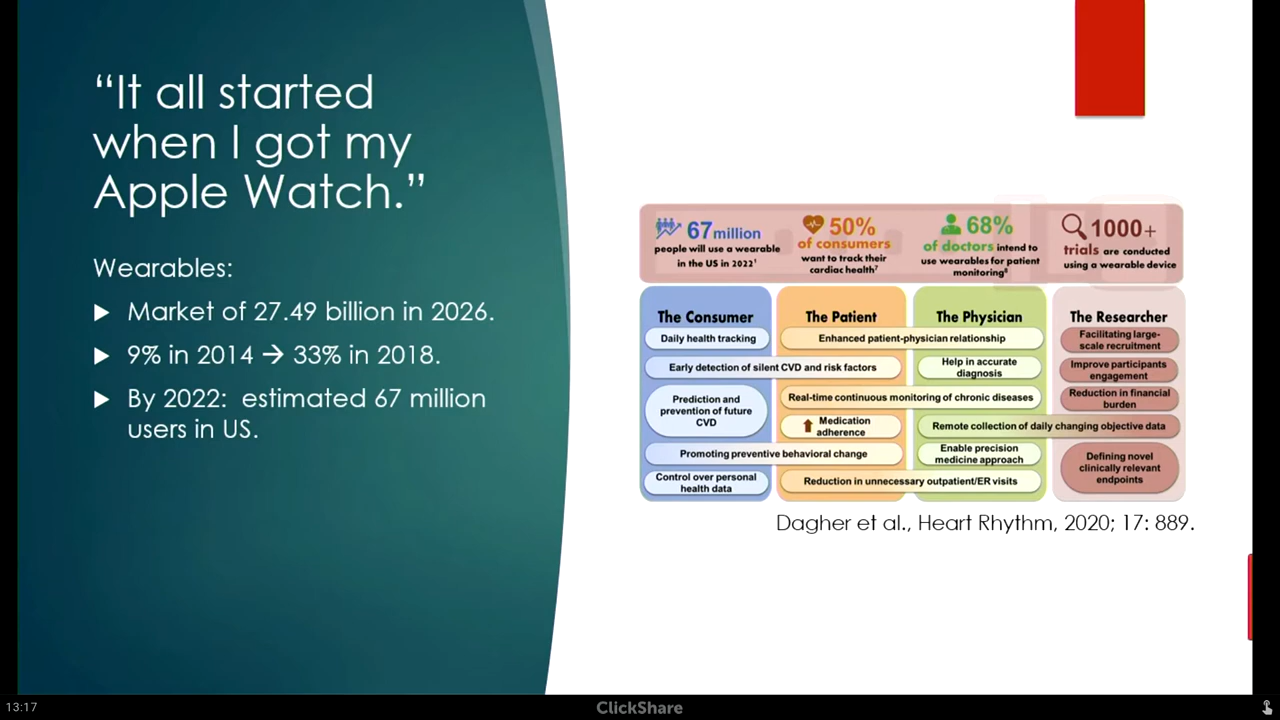 “It all started
when I got my
Apple Watch.”
Wearables:
Market of 27.49 billion in 2026.
9% in 2014 → 33% in 2018.
By 2022: estimated 67 million
users in US.
67 million
people will use a wearable
in the US in 2022¹
50%
of consumers
want to track their
cardiac health⁷
68%
of doctors intend to
use wearables for patient
monitoring⁸
1000+
trials are conducted
using a wearable device
The Consumer
The Patient
The Physician
The Researcher
Daily health tracking
Enhanced patient-physician relationship
Facilitating large-
scale recruitment
Early detection of silent CVD and risk factors
Help in accurate
diagnosis
Improve participants
engagement
Prediction and
prevention of future
CVD
Real-time continuous monitoring of chronic diseases
Reduction in financial
burden
Medication
adherence
Remote collection of daily changing objective data
Promoting preventive behavioral change
Enable precision
medicine approach
Defining novel
clinically relevant
endpoints
Control over personal
health data
Reduction in unnecessary outpatient/ER visits
Dagher et al., Heart Rhythm, 2020; 17: 889.
13:17
ClickShare